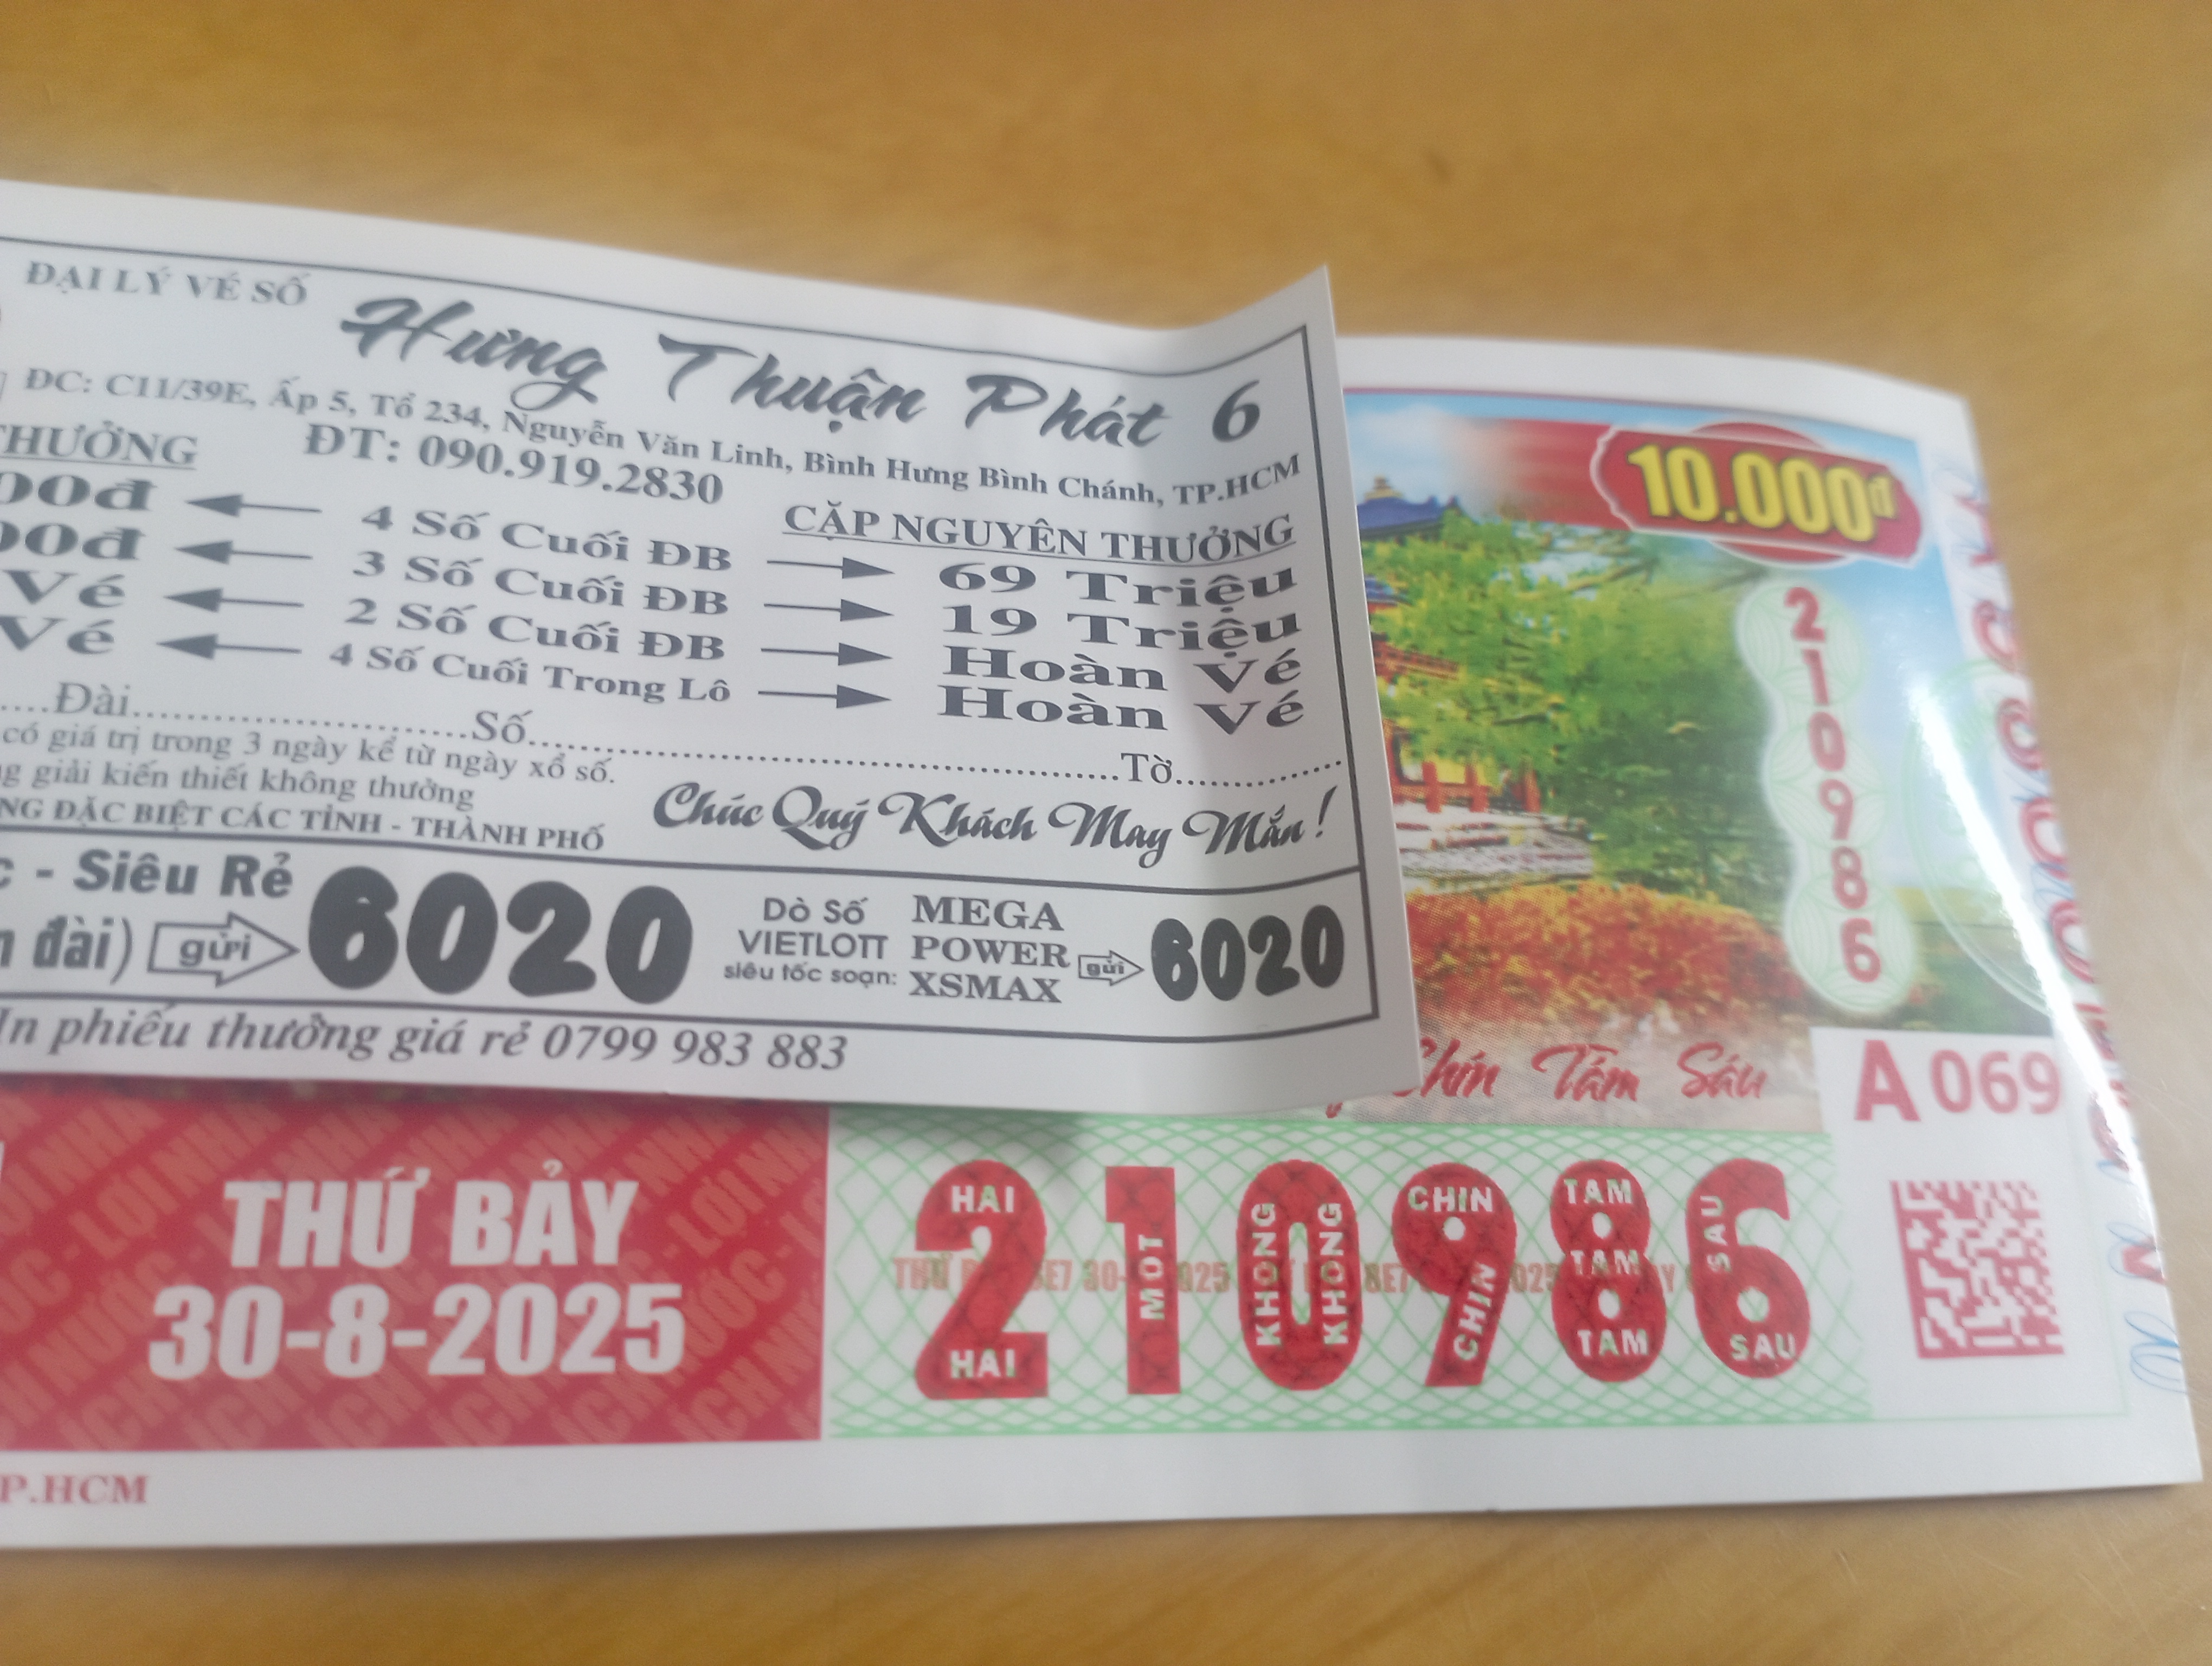 ĐẠI LÝ VÉ SỐ
Hưng Thuận Phát 6
ĐC: C11/39E, Ấp 5, Tổ 234, Nguyễn Văn Linh, Bình Hưng Bình Chánh, TP.HCM
ĐT: 090.919.2830
THƯỞNG
CẶP NGUYÊN THƯỞNG
00đ 4 Số Cuối ĐB 69 Triệu
00đ 3 Số Cuối ĐB 19 Triệu
Vé 2 Số Cuối ĐB Hoàn Vé
Vé 4 Số Cuối Trong Lô Hoàn Vé
....Đài..............................Số..............................Tờ...............
có giá trị trong 3 ngày kể từ ngày xổ số.
giải kiến thiết không thưởng
ĐẶC BIỆT CÁC TỈNH - THÀNH PHỐ
Chúc Quý Khách May Mắn !
- Siêu Rẻ
đài) gửi 6020
Dò Số
VIETLOTT
siêu tốc soạn:
MEGA
POWER
XSMAX
gửi 6020
In phiếu thưởng giá rẻ 0799 983 883
10.000đ
210986
Chín Tám Sáu
A 069
THỨ BẢY
30-8-2025
210986
HAI HAI MOT KHONG KHONG CHIN CHIN TAM TAM TAM SAU SAU
P.HCM